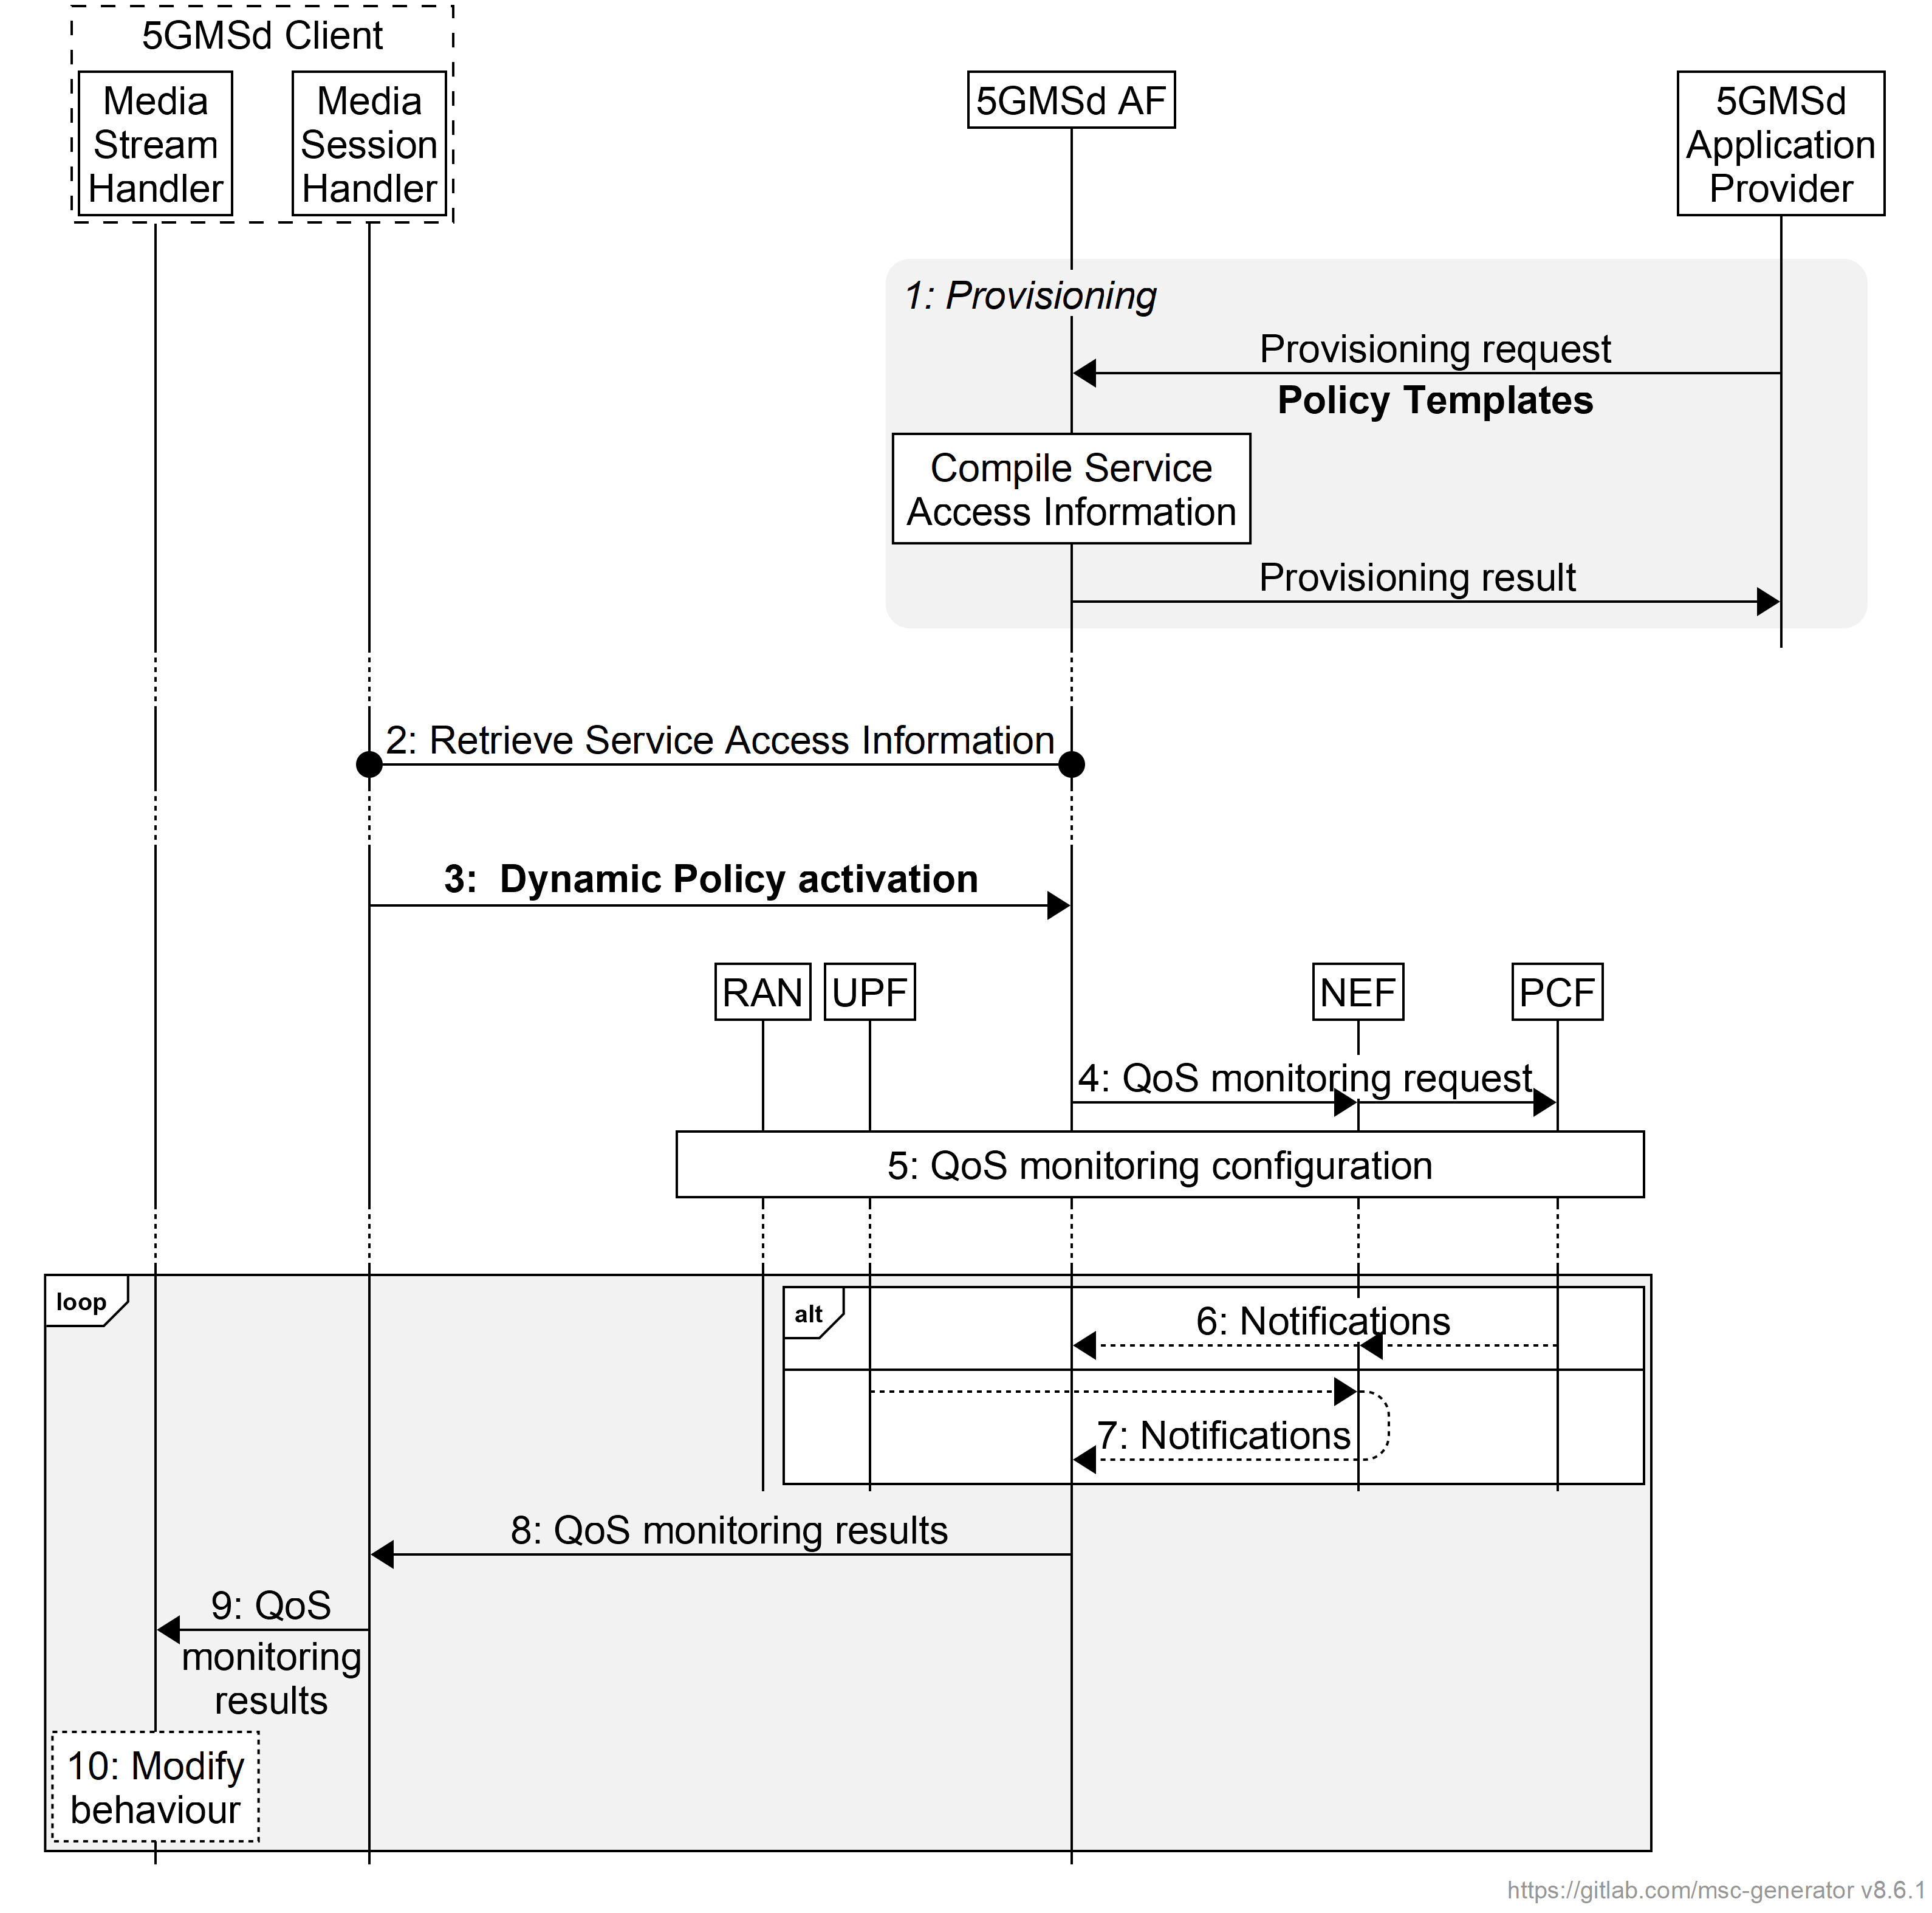 5GMSd Client
Media
Stream
Handler
Media
Session
Handler
5GMSd AF
5GMSd
Application
Provider
1: Provisioning
Provisioning request
Policy Templates
Compile Service
Access Information
Provisioning result
2: Retrieve Service Access Information
3:  Dynamic Policy activation
RAN
UPF
NEF
PCF
4: QoS monitoring request
5: QoS monitoring configuration
loop
alt
6: Notifications
7: Notifications
8: QoS monitoring results
9: QoS
monitoring
results
10: Modify
behaviour
https://gitlab.com/msc-generator v8.6.1